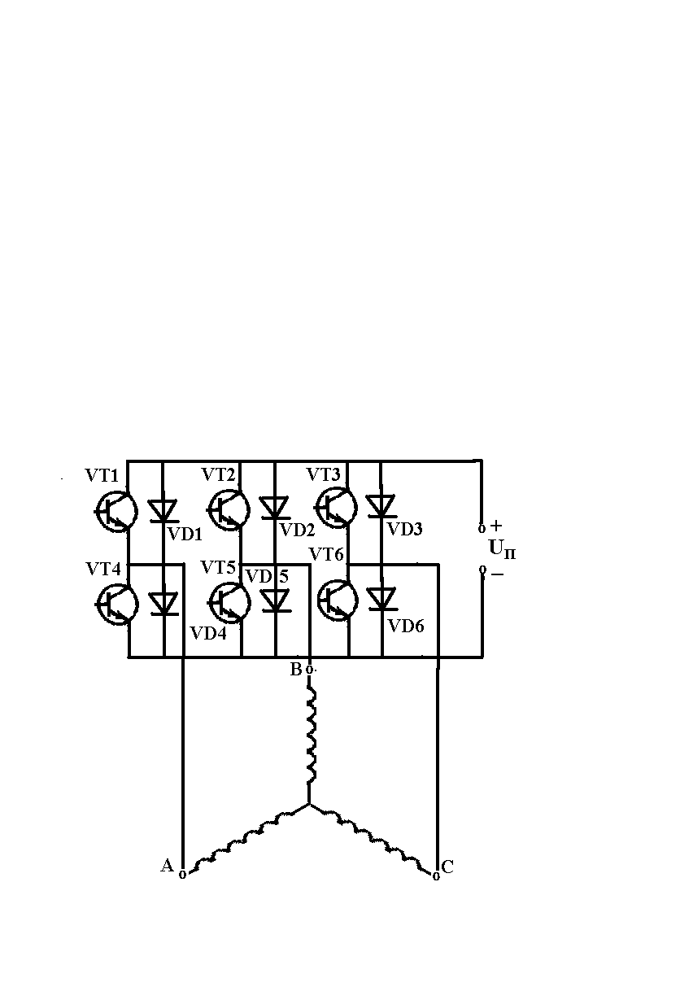 VT1 VT2 VT3
+
VD1 VD2 VD3
Uп
VT4 VT5 VT6
VD 5 −
VD4 VD6
B
A C